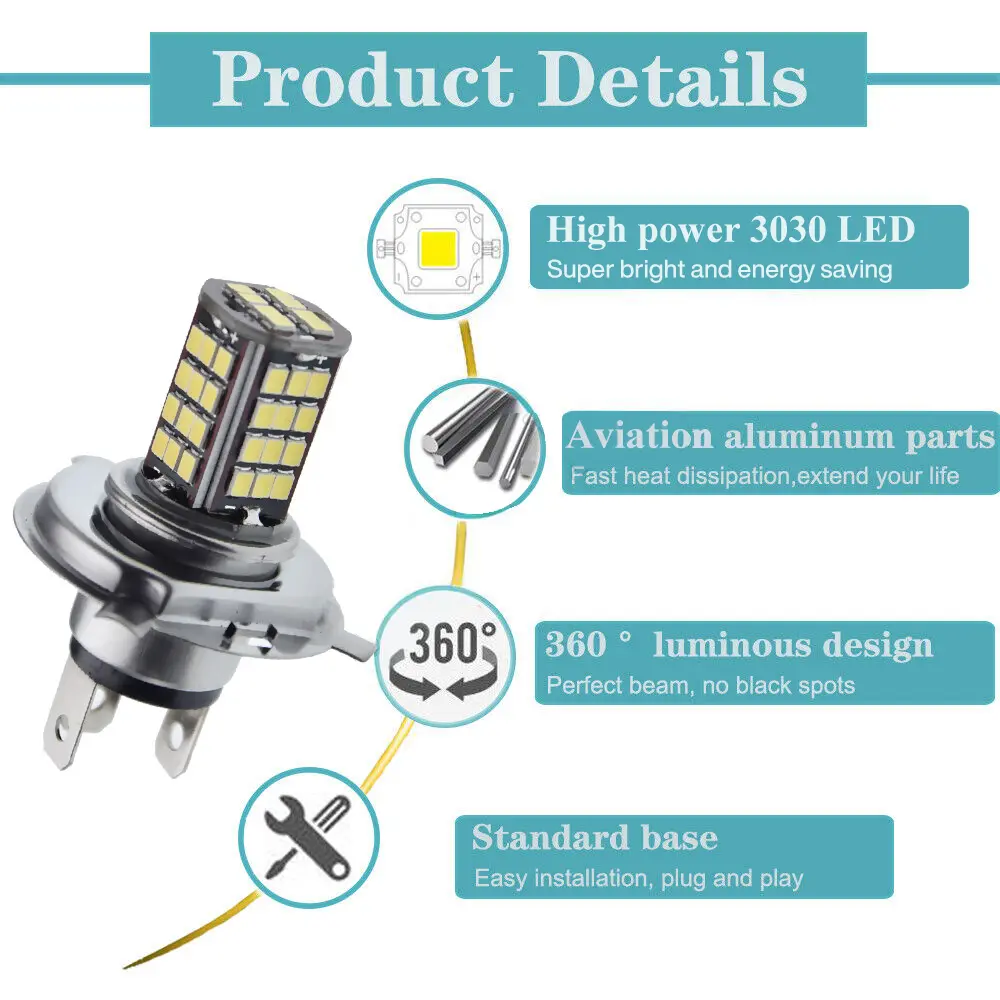 Product Details
High power 3030 LED
Super bright and energy saving
Aviation aluminum parts
Fast heat dissipation,extend your life
360°
360 ° luminous design
Perfect beam, no black spots
Standard base
Easy installation, plug and play